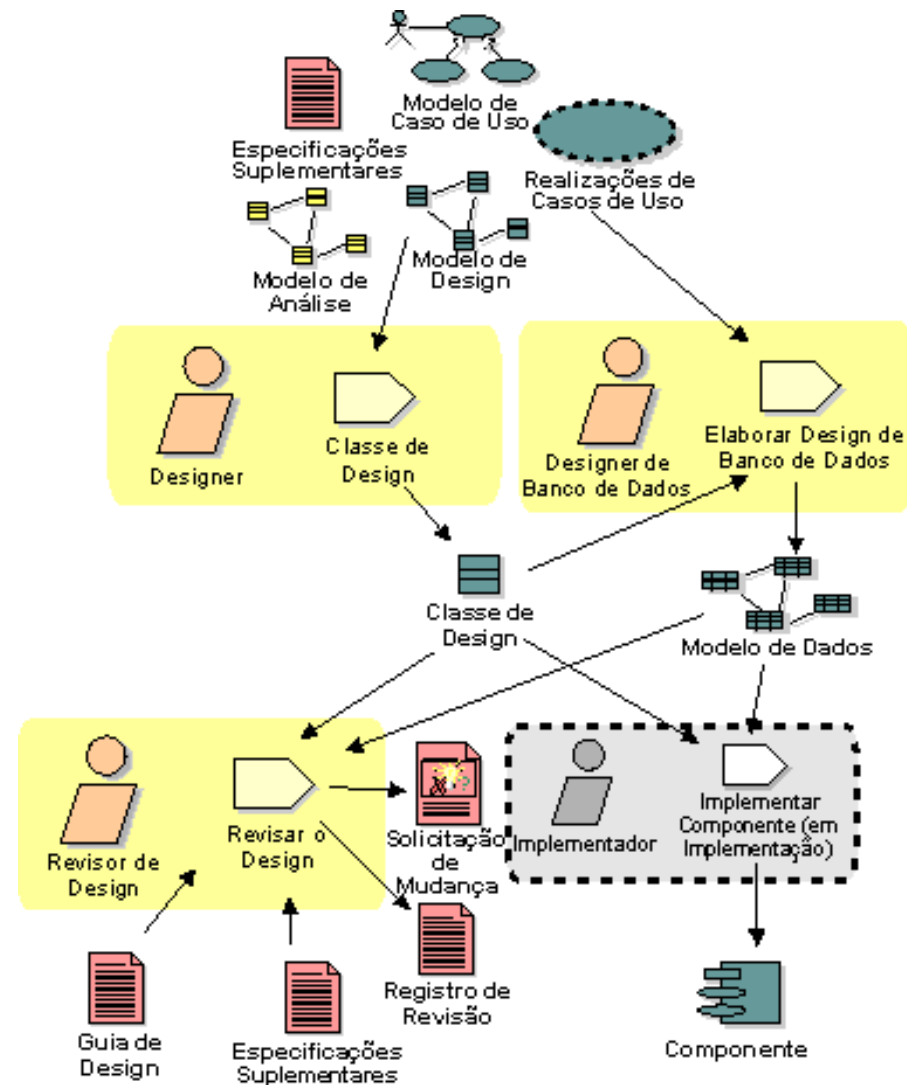 Modelo de
Caso de Uso
Especificações
Suplementares
Realizações de
Casos de Uso
Modelo de
Análise
Modelo de
Design
Designer
Classe de
Design
Designer de
Banco de Dados
Elaborar Design de
Banco de Dados
Classe de
Design
Modelo de Dados
Revisor de
Design
Revisar o
Design
Solicitação
de
Mudança
Implementador
Implementar
Componente (em
Implementação)
Guia de
Design
Especificações
Suplementares
Registro de
Revisão
Componente